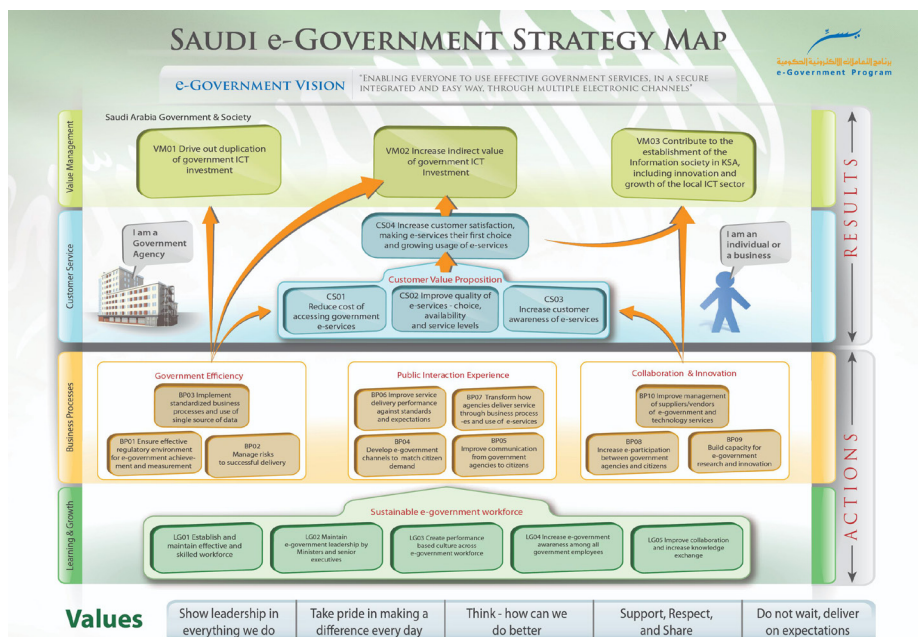 SAUDI e-GOVERNMENT STRATEGY MAP
برنامج التعاملات الإلكترونية الحكومية
e-Government Program
e-GOVERNMENT VISION
"ENABLING EVERYONE TO USE EFFECTIVE GOVERNMENT SERVICES, IN A SECURE
INTEGRATED AND EASY WAY, THROUGH MULTIPLE ELECTRONIC CHANNELS"
Saudi Arabia Government & Society
Value Management
VM01 Drive out duplication
of government ICT
investment
VM02 Increase indirect value
of government ICT
Investment
VM03 Contribute to the
establishment of the
Information society in KSA,
including innovation and
growth of the local ICT sector
RESULTS
Customer Service
I am a
Government
Agency
CS04 Increase customer satisfaction,
making e-services their first choice
and growing usage of e-services
I am an
individual or
a business
Customer Value Proposition
CS01
Reduce cost of
accessing government
e-services
CS02 Improve quality of
e-services - choice,
availability
and service levels
CS03
Increase customer
awareness of e-services
ACTIONS
Business Processes
Government Efficiency
BP03 Implement
standardized business
processes and use of
single source of data
BP01 Ensure effective
regulatory environment
for e-government achieve-
ment and measurement
BP02
Manage risks
to successful delivery
Public Interaction Experience
BP06 Improve service
delivery performance
against standards
and expectations
BP07 Transform how
agencies deliver service
through business process
-es and use of e-services
BP04
Develop e-government
channels to match citizen
demand
BP05
Improve communication
from government
agencies to citizens
Collaboration & Innovation
BP10 Improve management
of suppliers/vendors
of e-government and
technology services
BP08
Increase e-participation
between government
agencies and citizens
BP09
Build capacity for
e-government
research and innovation
Learning & Growth
Sustainable e-government workforce
LG01 Establish and
maintain effective and
skilled workforce
LG02 Maintain
e-government leadership by
Ministers and senior
executives
LG03 Create performance
based culture across
e-government workforce
LG04 Increase e-government
awareness among all
government employees
LG05 Improve collaboration
and increase knowledge
exchange
Values
Show leadership in
everything we do
Take pride in making a
difference every day
Think - how can we
do better
Support, Respect,
and Share
Do not wait, deliver
on expectations